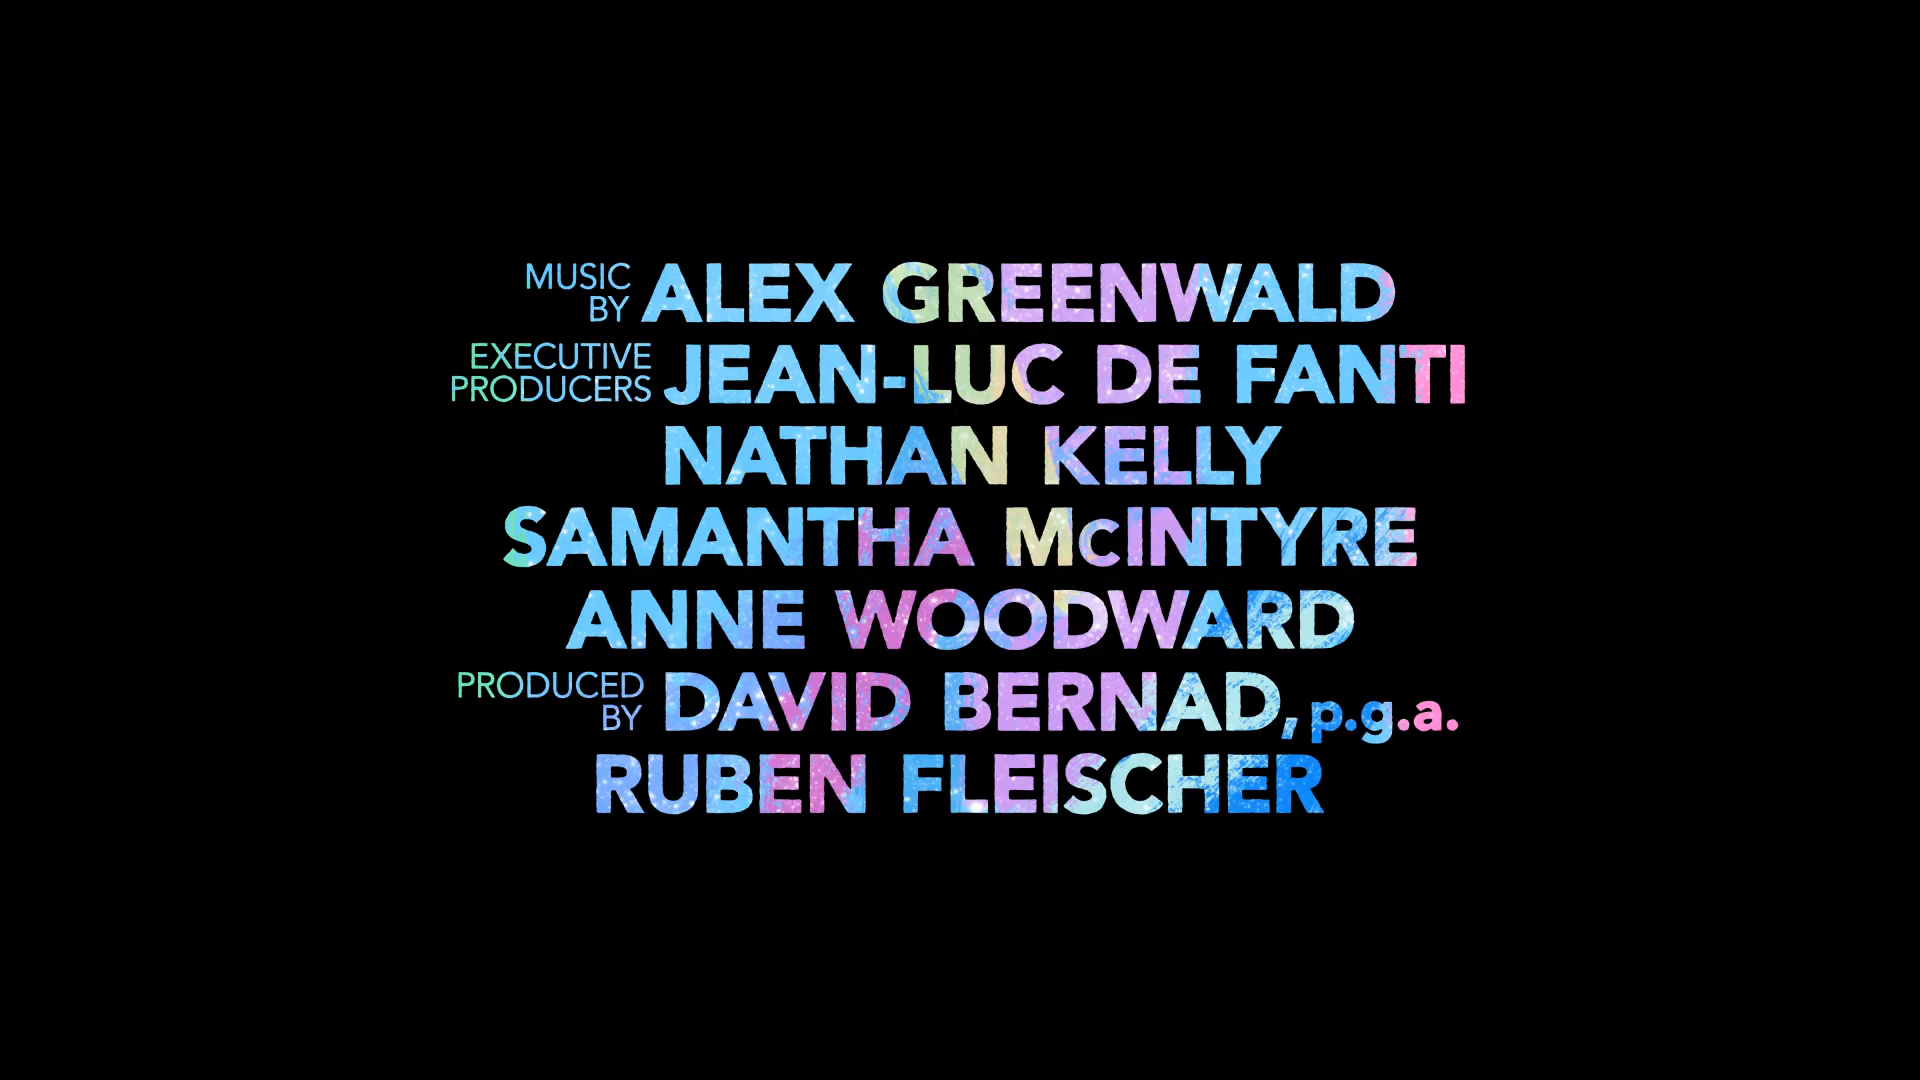 MUSIC BY ALEX GREENWALD
EXECUTIVE PRODUCERS JEAN-LUC DE FANTI
NATHAN KELLY
SAMANTHA McINTYRE
ANNE WOODWARD
PRODUCED BY DAVID BERNAD, p.g.a.
RUBEN FLEISCHER